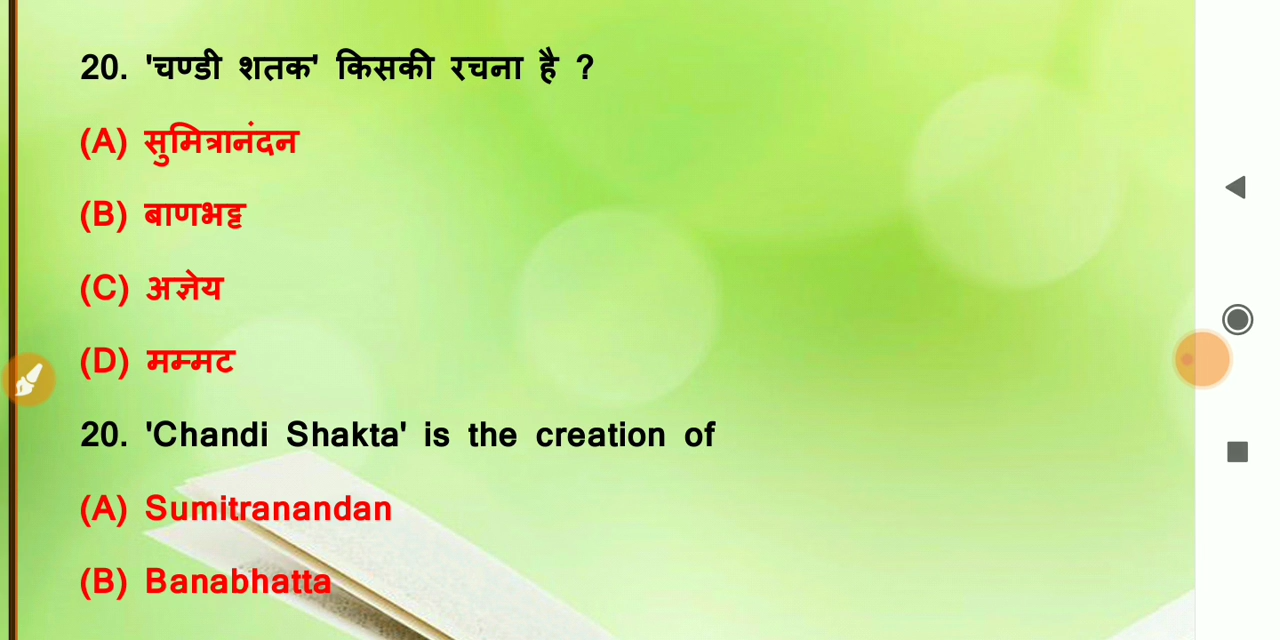 20. 'चण्डी शतक' किसकी रचना है ?
(A) सुमित्रानंदन
(B) बाणभट्ट
(C) अज्ञेय
(D) मम्मट
20. 'Chandi Shakta' is the creation of
(A) Sumitranandan
(B) Banabhatta